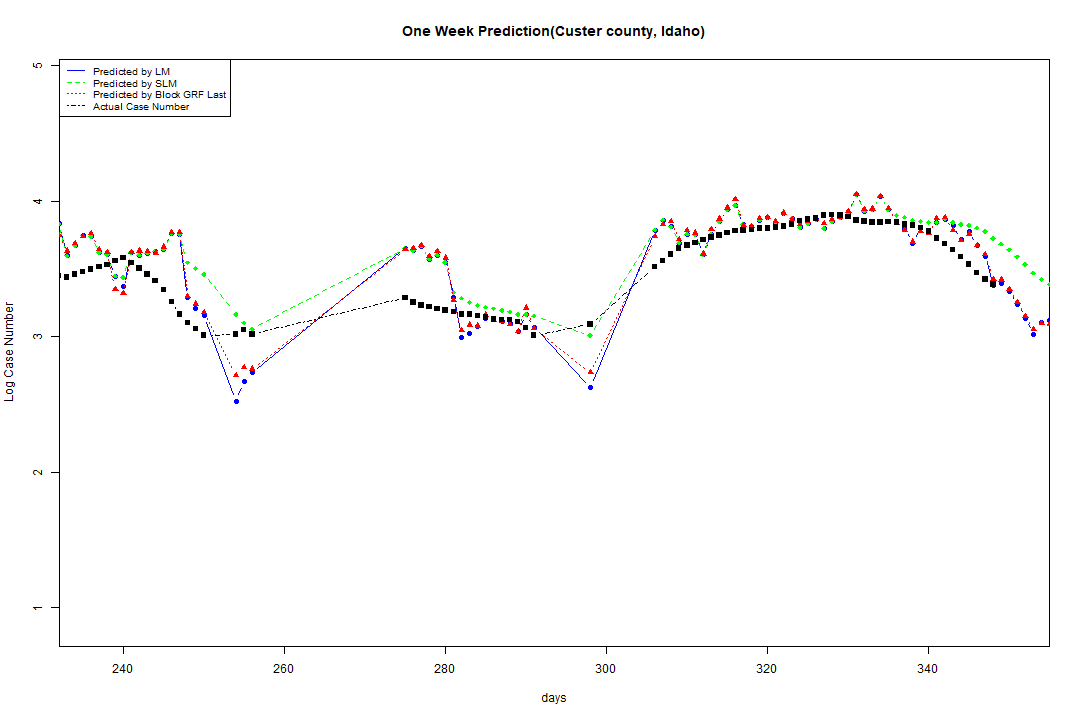 One Week Prediction(Custer county, Idaho)
Predicted by LM
Predicted by SLM
Predicted by Block GRF Last
Actual Case Number
5
4
3
2
1
Log Case Number
240 260 280 300 320 340
days